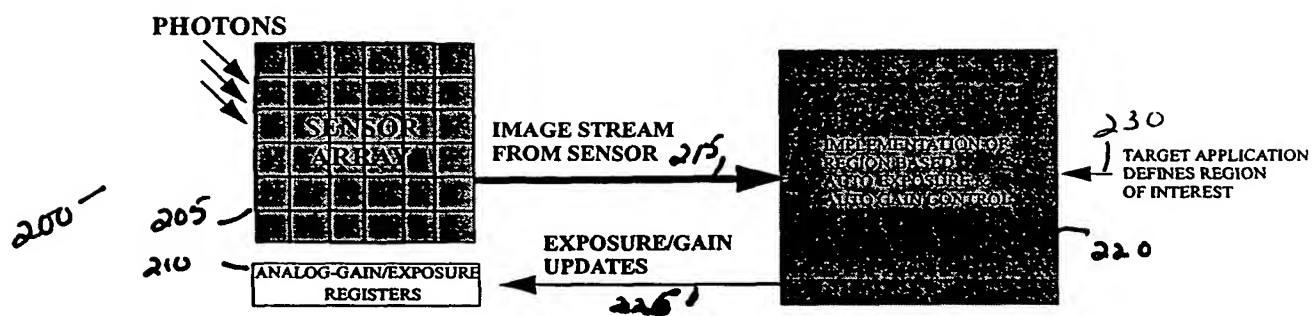 PHOTONS
SENSOR
ARRAY
IMAGE STREAM
FROM SENSOR 215
IMPLEMENTATION OF
REGION BASED
AUTO EXPOSURE &
AUTO GAIN CONTROL
230
TARGET APPLICATION
DEFINES REGION
OF INTEREST
200
205
210
ANALOG-GAIN/EXPOSURE
REGISTERS
EXPOSURE/GAIN
UPDATES
225
220